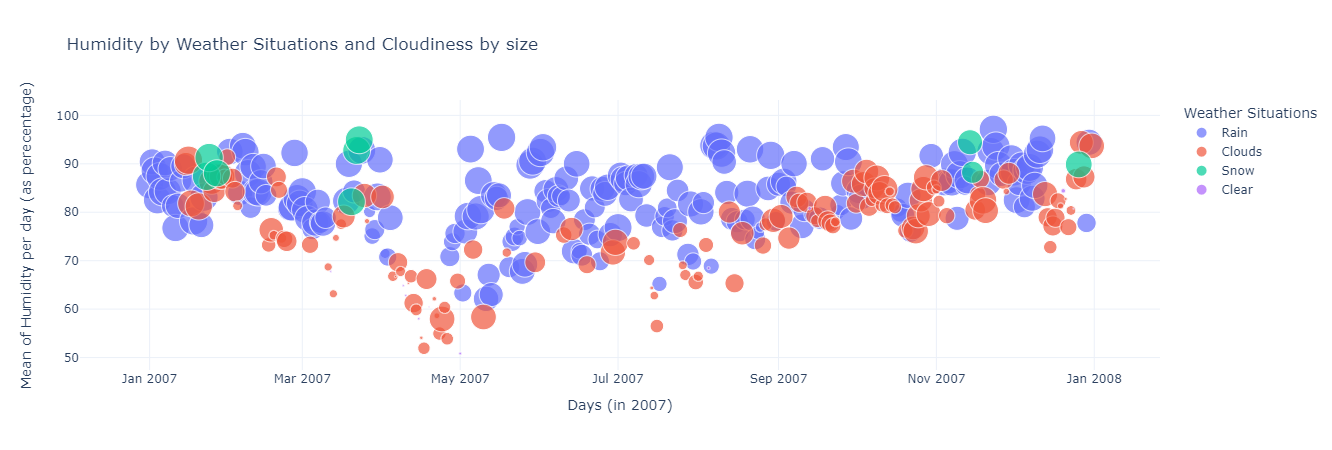 Humidity by Weather Situations and Cloudiness by size
Mean of Humidity per day (as percentage)
100
90
80
70
60
50
Jan 2007
Mar 2007
May 2007
Jul 2007
Sep 2007
Nov 2007
Jan 2008
Days (in 2007)
Weather Situations
Rain
Clouds
Snow
Clear